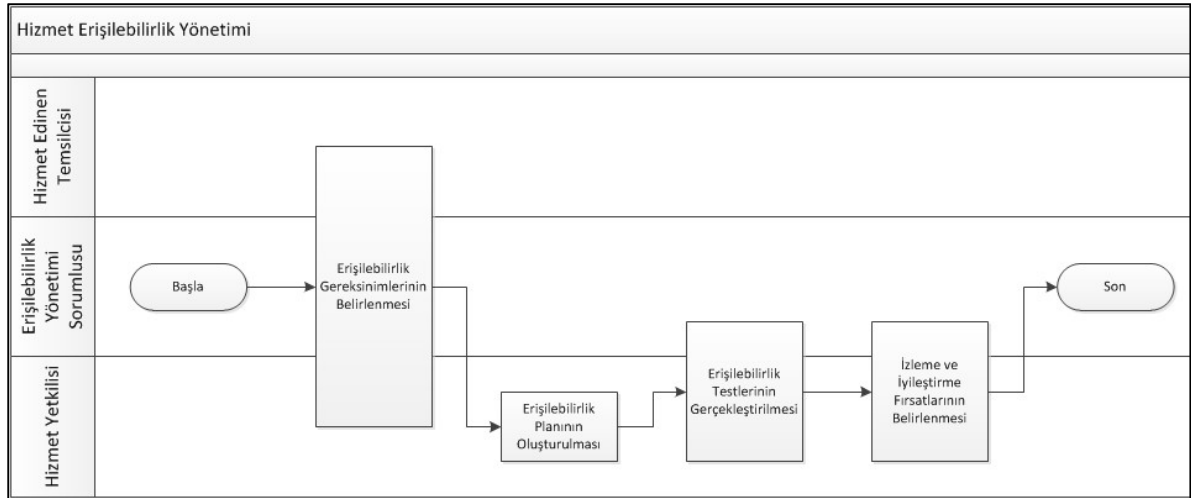 Hizmet Erişilebilirlik Yönetimi
Hizmet Edinen
Temsilcisi
Erişilebilirlik
Yönetimi
Sorumlusu
Başla
Erişilebilirlik
Gereksinimlerinin
Belirlenmesi
Son
Hizmet Yetkilisi
Erişilebilirlik
Planının
Oluşturulması
Erişilebilirlik
Testlerinin
Gerçekleştirilmesi
İzleme ve
İyileştirme
Fırsatlarının
Belirlenmesi